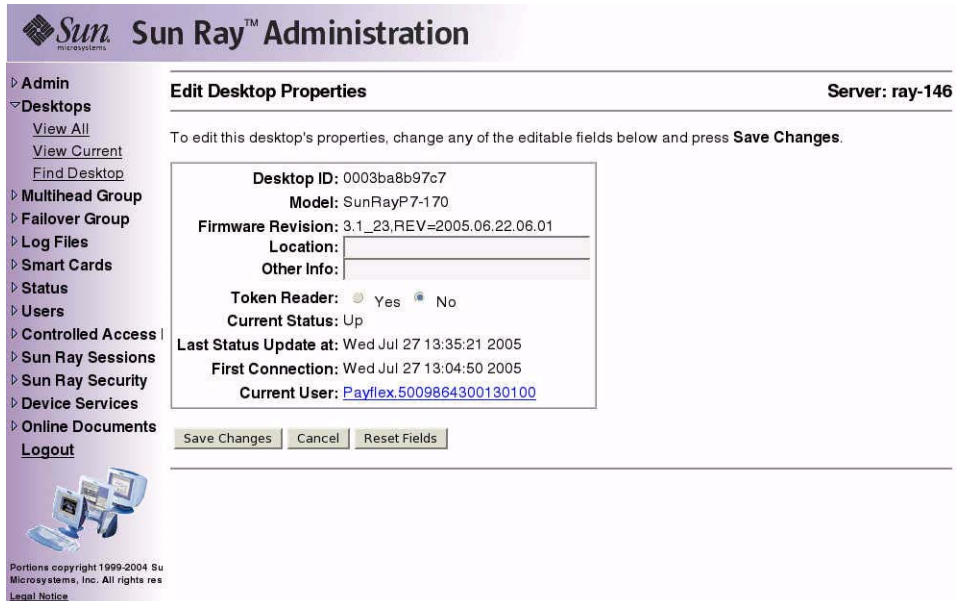 Sun microsystems Sun Ray™ Administration
Admin
Desktops
View All
View Current
Find Desktop
Multihead Group
Failover Group
Log Files
Smart Cards
Status
Users
Controlled Access
Sun Ray Sessions
Sun Ray Security
Device Services
Online Documents
Logout
Portions copyright 1999-2004 Su
Microsystems, Inc. All rights res
Legal Notice
Edit Desktop Properties Server: ray-146
To edit this desktop's properties, change any of the editable fields below and press Save Changes.
Desktop ID: 0003ba8b97c7
Model: SunRayP7-170
Firmware Revision: 3.1_23,REV=2005.06.22.06.01
Location:
Other Info:
Token Reader: Yes No
Current Status: Up
Last Status Update at: Wed Jul 27 13:35:21 2005
First Connection: Wed Jul 27 13:04:50 2005
Current User: Payflex.5009864300130100
Save Changes Cancel Reset Fields